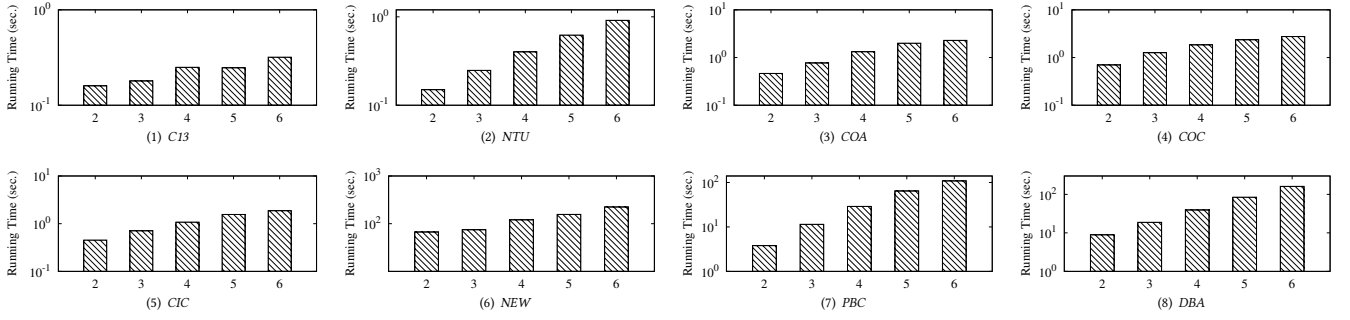 Running Time (sec.)
10^0
10^-1
2 3 4 5 6
(1) C13
Running Time (sec.)
10^0
10^-1
2 3 4 5 6
(2) NTU
Running Time (sec.)
10^1
10^0
10^-1
2 3 4 5 6
(3) COA
Running Time (sec.)
10^1
10^0
10^-1
2 3 4 5 6
(4) COC
Running Time (sec.)
10^1
10^0
10^-1
2 3 4 5 6
(5) CIC
Running Time (sec.)
10^3
10^2
2 3 4 5 6
(6) NEW
Running Time (sec.)
10^2
10^1
10^0
2 3 4 5 6
(7) PBC
Running Time (sec.)
10^2
10^1
10^0
2 3 4 5 6
(8) DBA